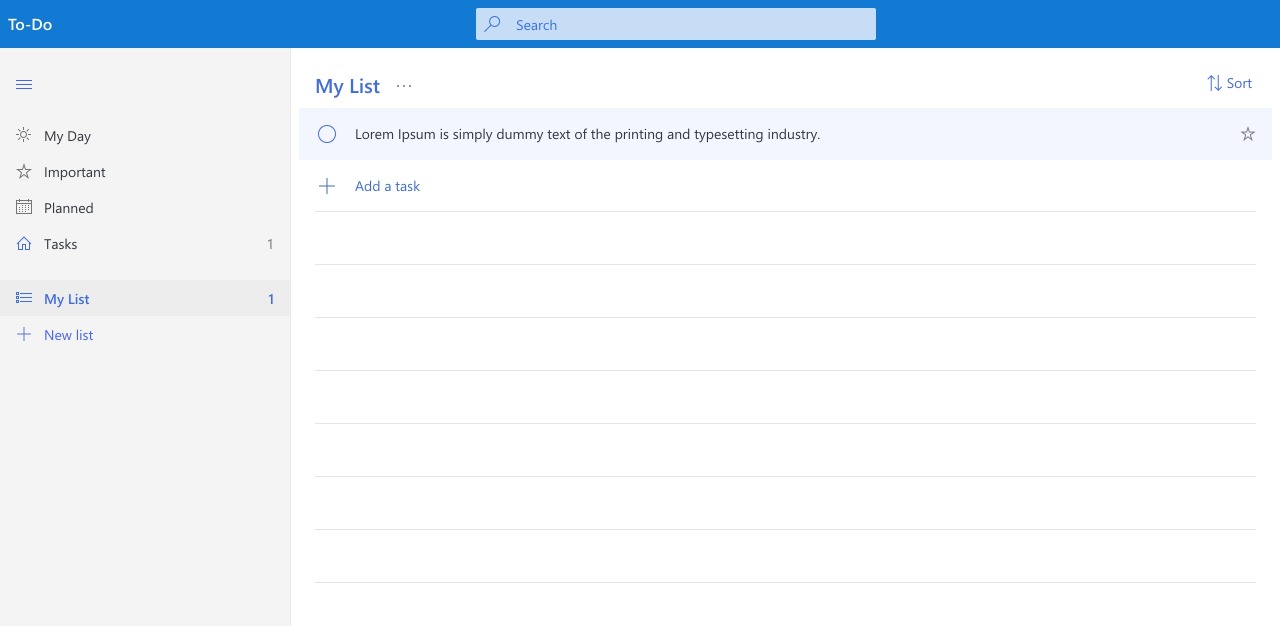 To-Do
Search
My Day
Important
Planned
Tasks 1
My List 1
New list
My List ...
Sort
Lorem Ipsum is simply dummy text of the printing and typesetting industry.
Add a task